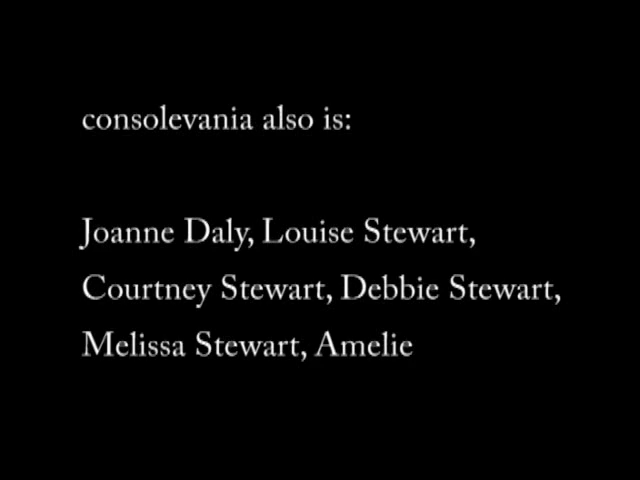 consolevania also is:
Joanne Daly, Louise Stewart,
Courtney Stewart, Debbie Stewart,
Melissa Stewart, Amelie